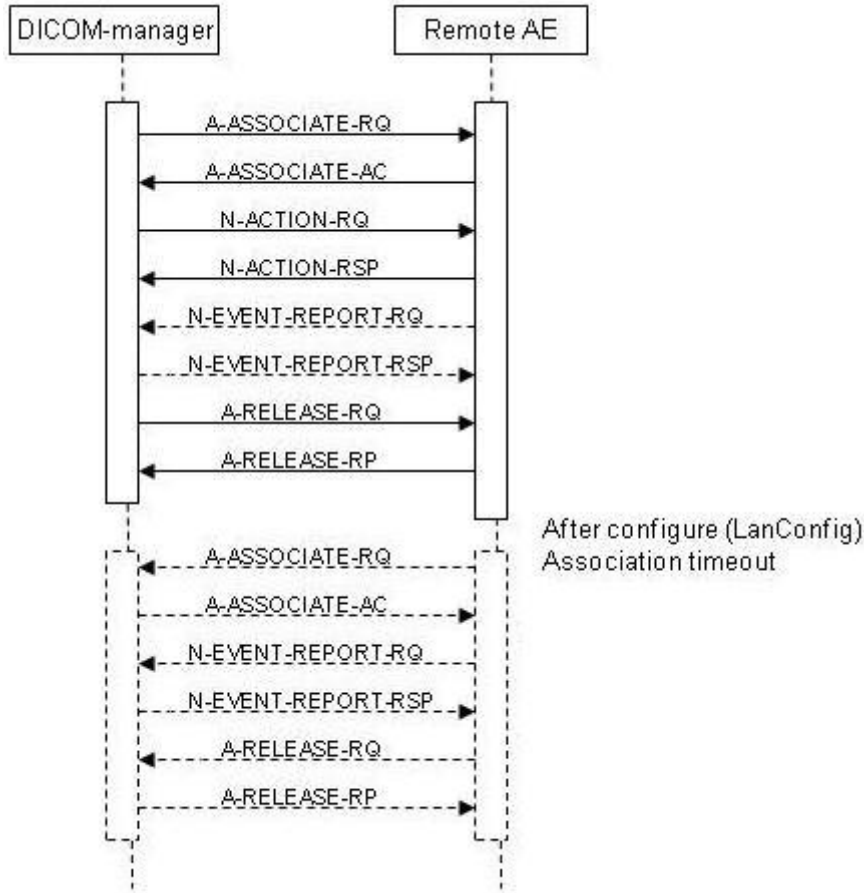 DICOM-manager
Remote AE
A-ASSOCIATE-RQ
A-ASSOCIATE-AC
N-ACTION-RQ
N-ACTION-RSP
N-EVENT-REPORT-RQ
N-EVENT-REPORT-RSP
A-RELEASE-RQ
A-RELEASE-RP
After configure (LanConfig)
Association timeout
A-ASSOCIATE-RQ
A-ASSOCIATE-AC
N-EVENT-REPORT-RQ
N-EVENT-REPORT-RSP
A-RELEASE-RQ
A-RELEASE-RP